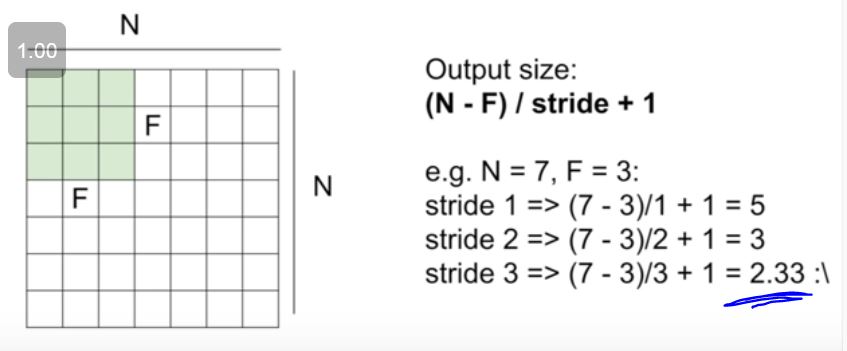 N
1.00
F
F
N
Output size:
(N - F) / stride + 1
e.g. N = 7, F = 3:
stride 1 => (7 - 3)/1 + 1 = 5
stride 2 => (7 - 3)/2 + 1 = 3
stride 3 => (7 - 3)/3 + 1 = 2.33 :\